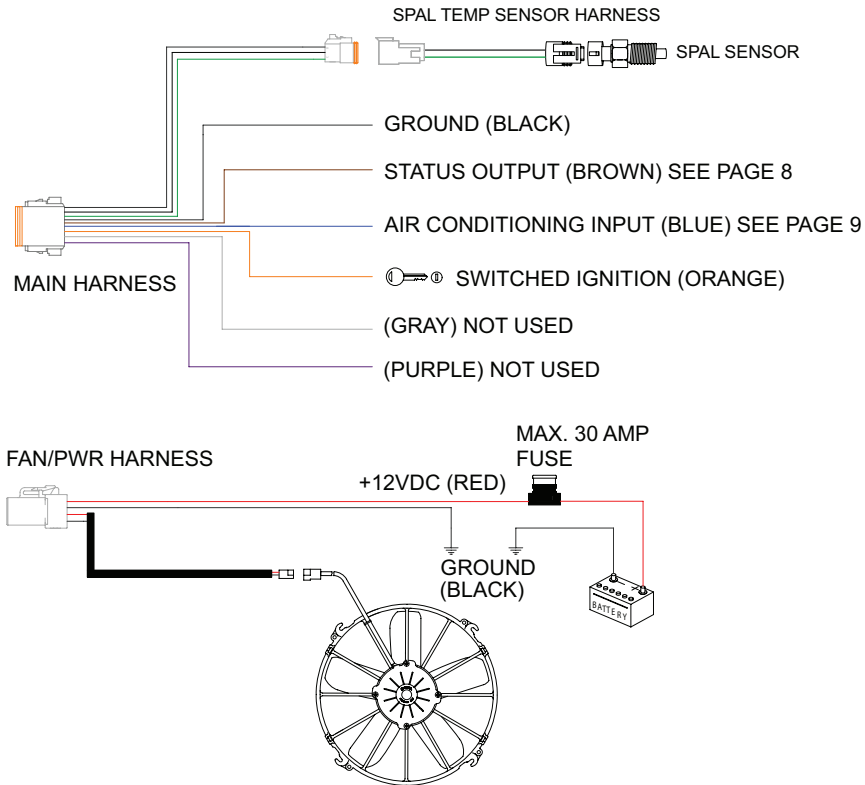 SPAL TEMP SENSOR HARNESS
SPAL SENSOR
GROUND (BLACK)
STATUS OUTPUT (BROWN) SEE PAGE 8
AIR CONDITIONING INPUT (BLUE) SEE PAGE 9
MAIN HARNESS
SWITCHED IGNITION (ORANGE)
(GRAY) NOT USED
(PURPLE) NOT USED
MAX. 30 AMP
FUSE
FAN/PWR HARNESS
+12VDC (RED)
GROUND
(BLACK)
- +
BATTERY